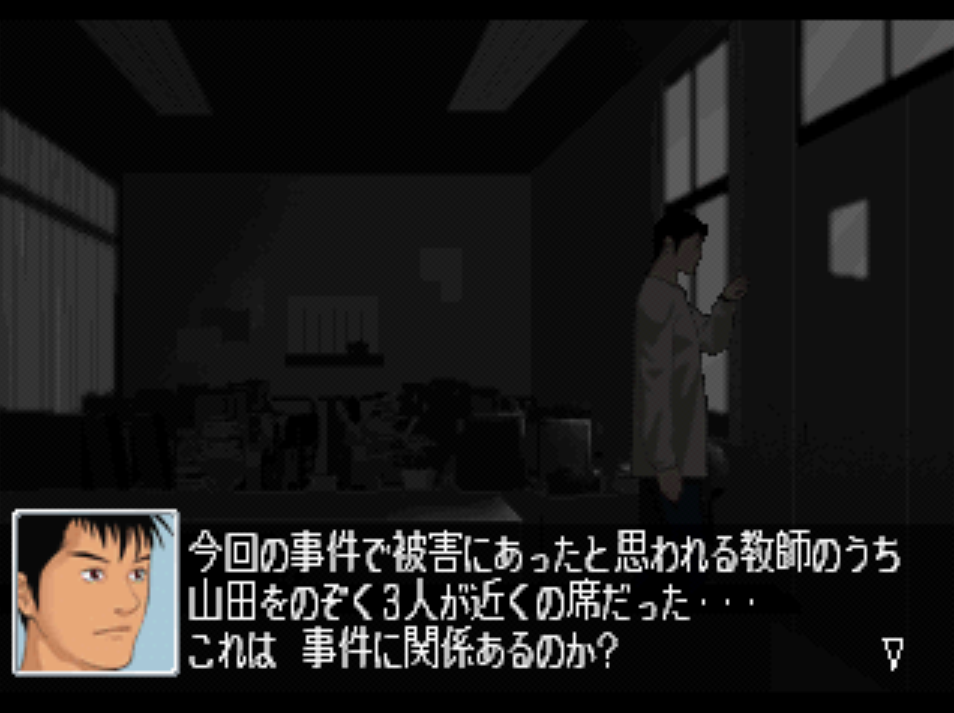 今回の事件で被害にあったと思われる教師のうち
山田をのぞく3人が近くの席だった・・・
これは 事件に関係あるのか?